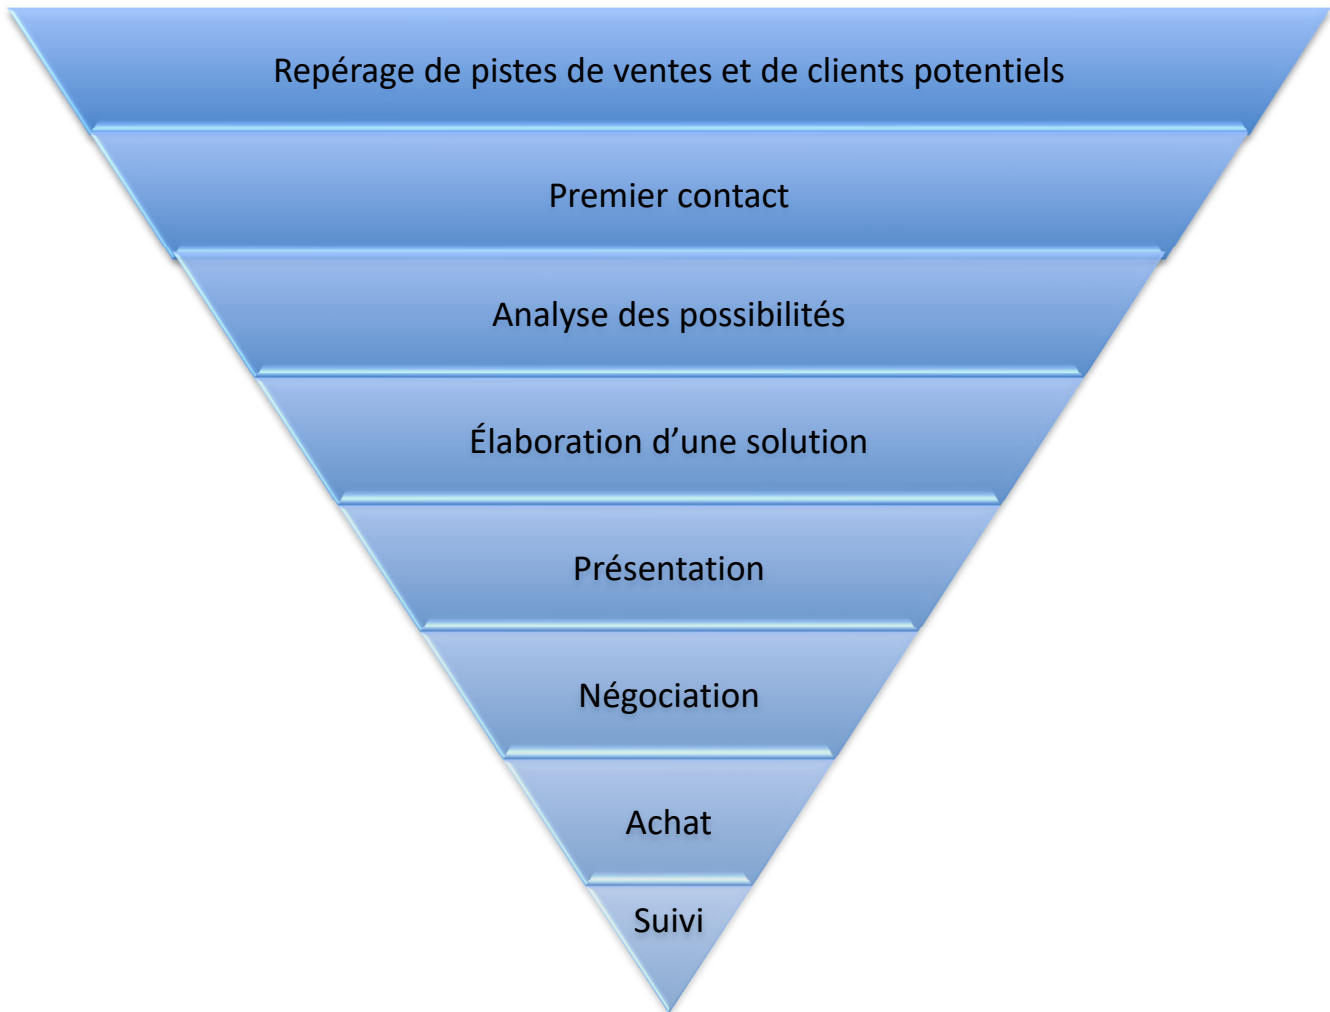 Repérage de pistes de ventes et de clients potentiels
Premier contact
Analyse des possibilités
Élaboration d’une solution
Présentation
Négociation
Achat
Suivi